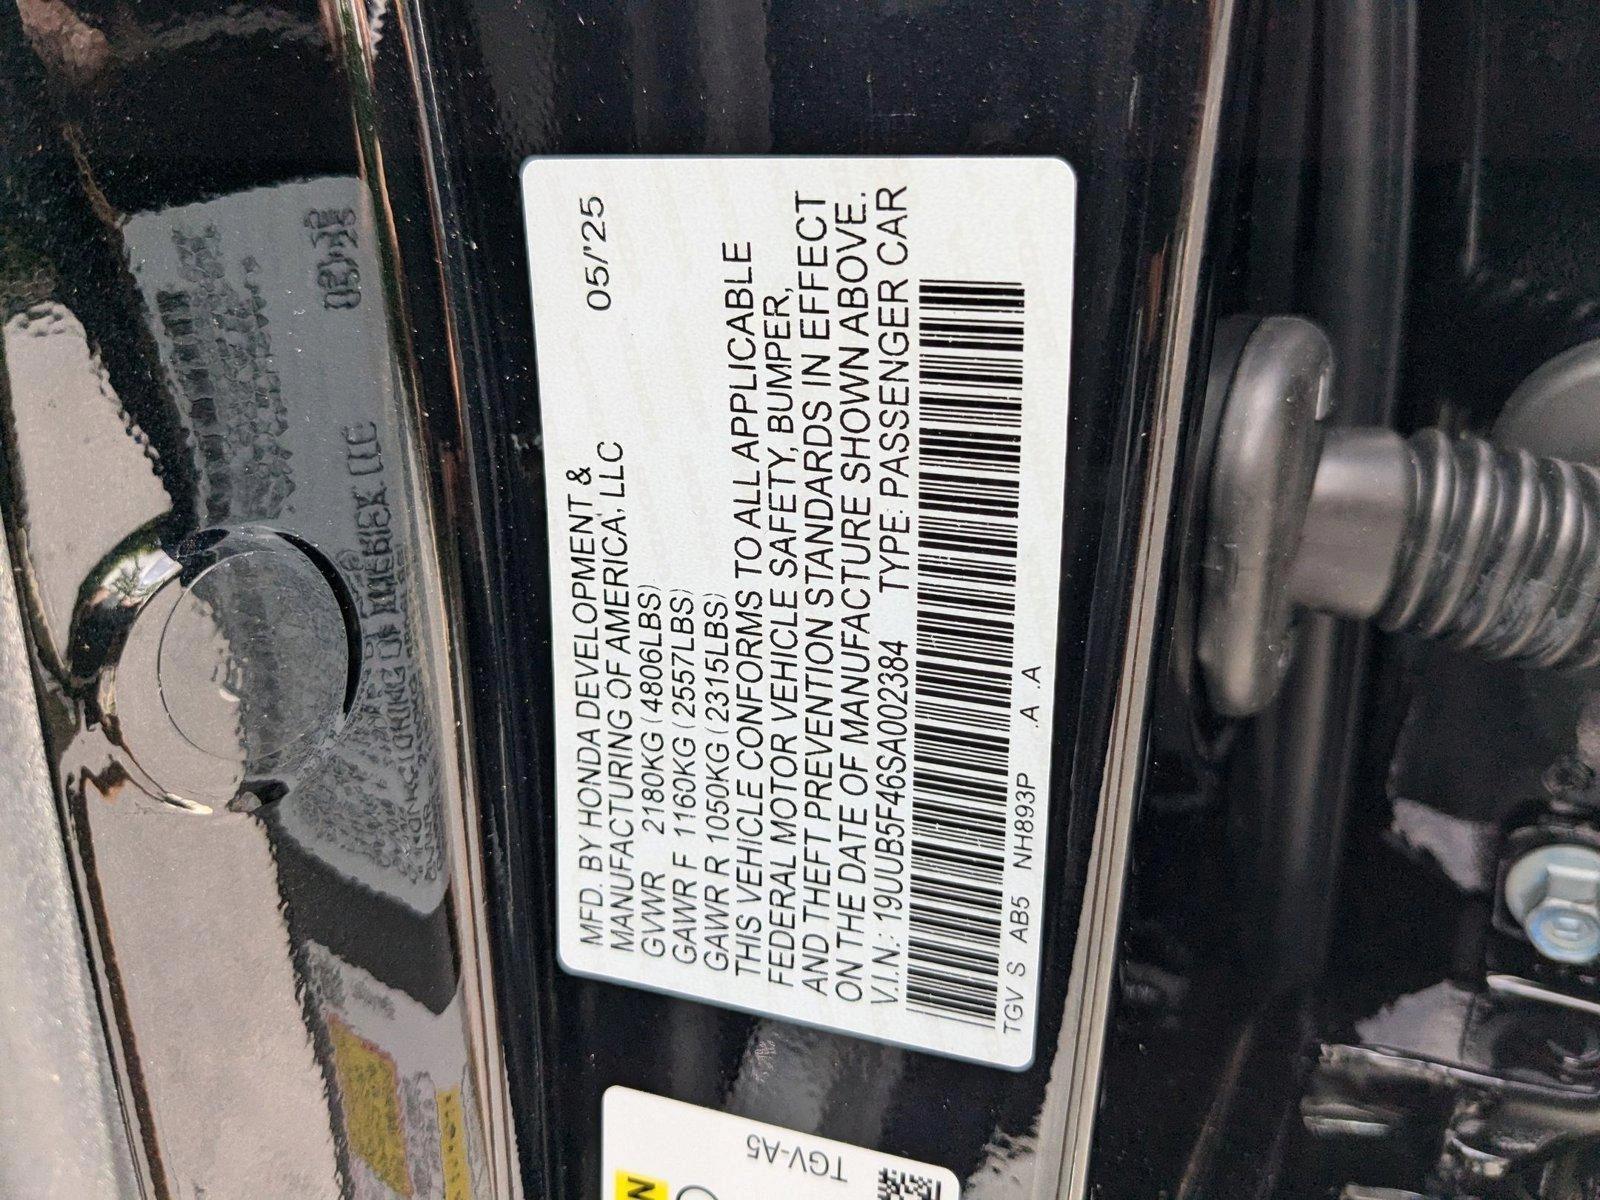 MFD. BY HONDA DEVELOPMENT &
MANUFACTURING OF AMERICA, LLC 05/'25
GVWR 2180KG (4806LBS)
GAWR F 1160KG (2557LBS)
GAWR R 1050KG (2315LBS)
THIS VEHICLE CONFORMS TO ALL APPLICABLE
FEDERAL MOTOR VEHICLE SAFETY, BUMPER,
AND THEFT PREVENTION STANDARDS IN EFFECT
ON THE DATE OF MANUFACTURE SHOWN ABOVE.
V.I.N.: 19UUB5F46SA002384 TYPE: PASSENGER CAR
TGV S AB5 NH893P .A .A
TGV-A5